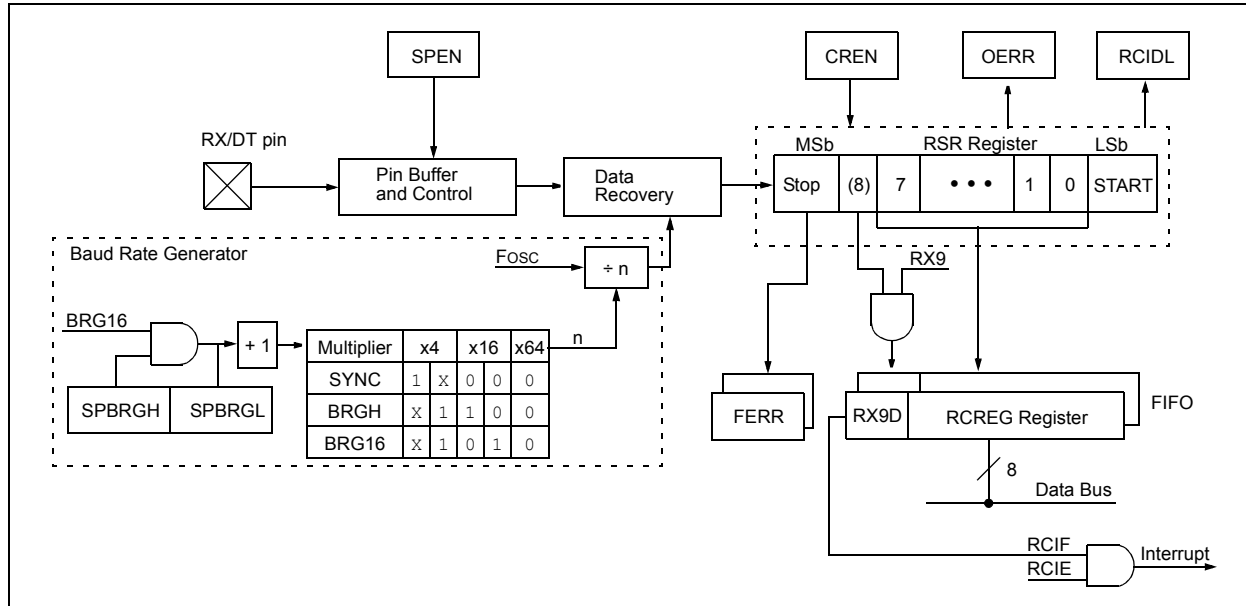 SPEN
CREN
OERR
RCIDL
RX/DT pin
Pin Buffer
and Control
Data
Recovery
MSb
RSR Register
LSb
Stop (8) 7 • • • 1 0 START
Baud Rate Generator
FOSC
÷ n
RX9
BRG16
+ 1
n
Multiplier x4 x16 x64
SYNC 1 X 0 0 0
BRGH X 1 1 0 0
BRG16 X 1 0 1 0
SPBRGH SPBRGL
FERR
RX9D
RCREG Register
FIFO
8
Data Bus
RCIF
RCIE
Interrupt